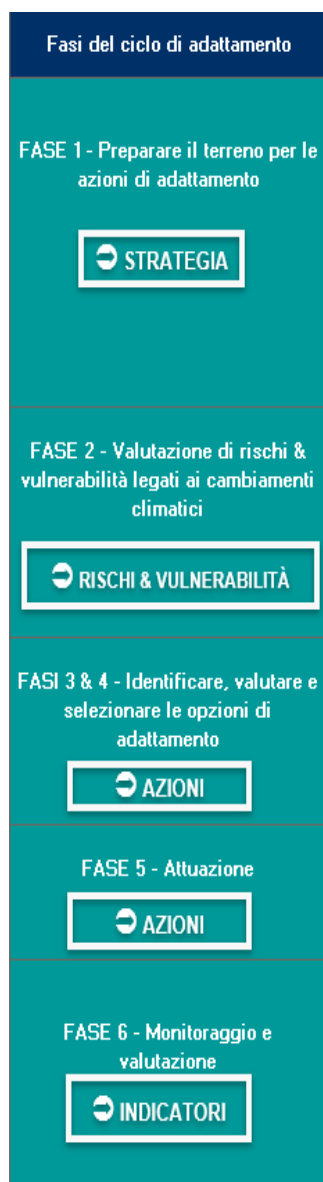 Fasi del ciclo di adattamento
FASE 1 - Preparare il terreno per le
azioni di adattamento
STRATEGIA
FASE 2 - Valutazione di rischi &
vulnerabilità legati ai cambiamenti
climatici
RISCHI & VULNERABILITÀ
FASI 3 & 4 - Identificare, valutare e
selezionare le opzioni di
adattamento
AZIONI
FASE 5 - Attuazione
AZIONI
FASE 6 - Monitoraggio e
valutazione
INDICATORI